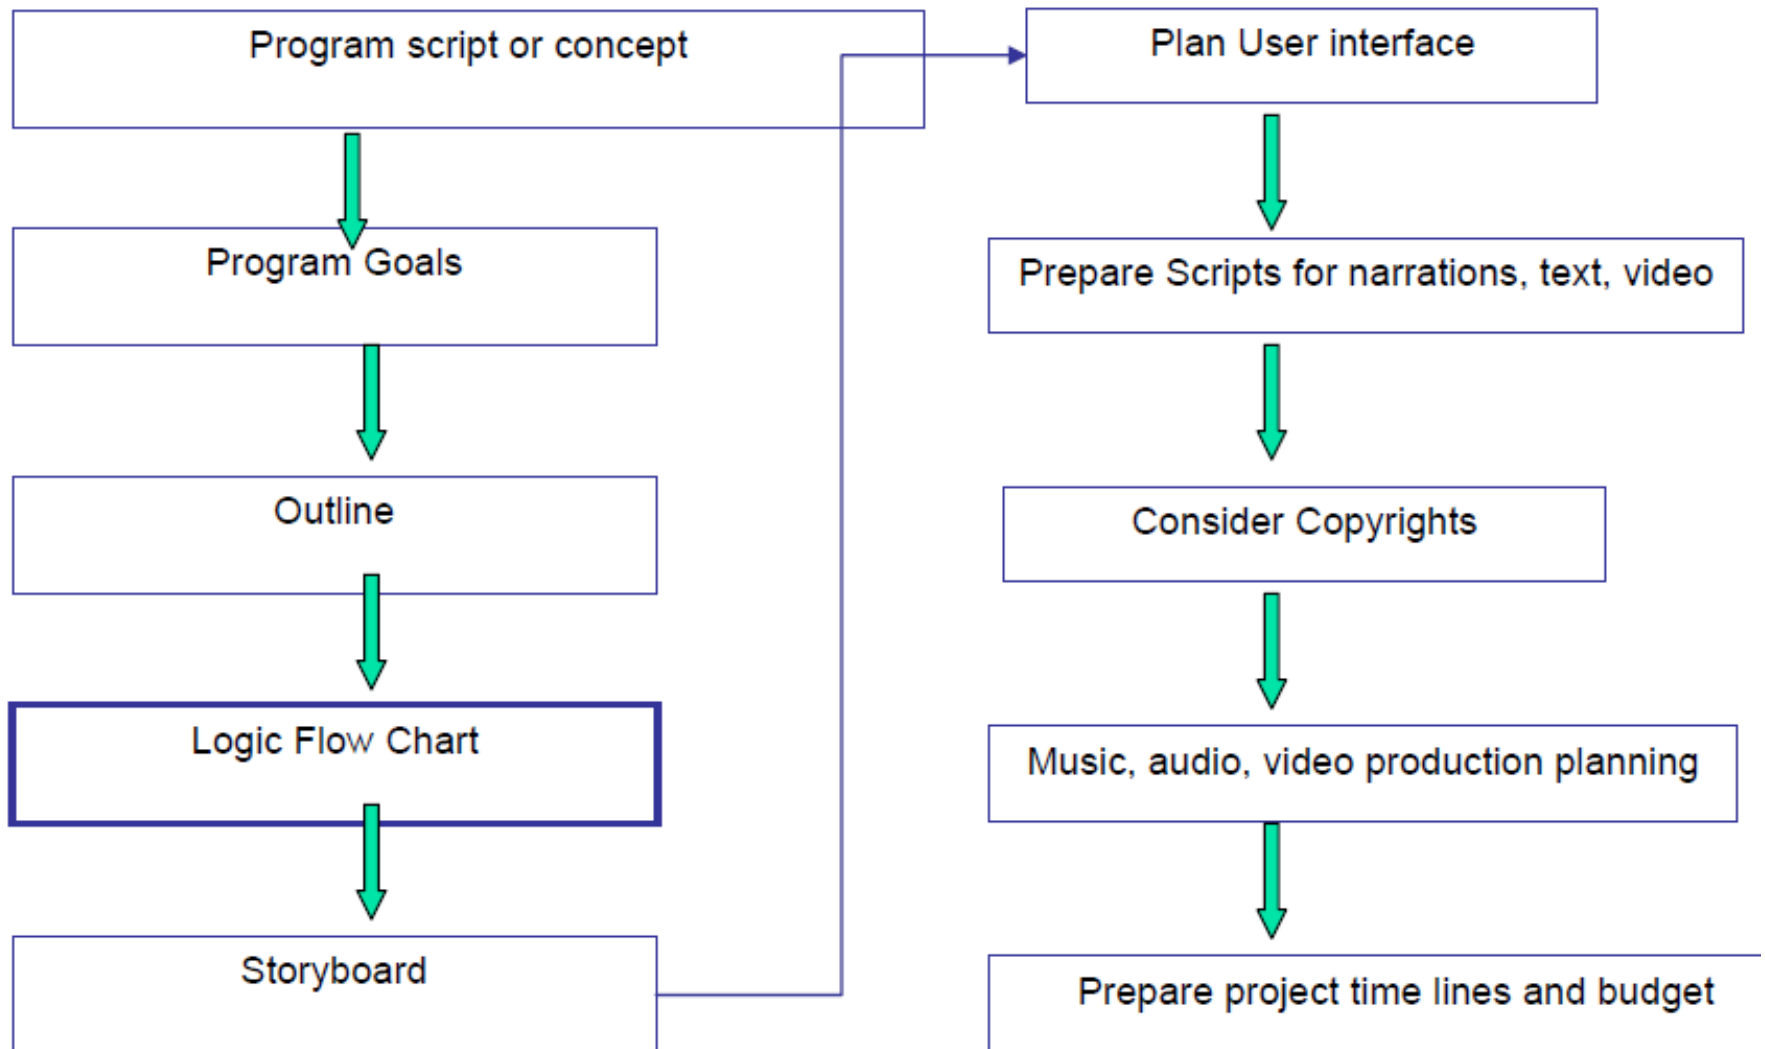 Program script or concept
Program Goals
Outline
Logic Flow Chart
Storyboard
Plan User interface
Prepare Scripts for narrations, text, video
Consider Copyrights
Music, audio, video production planning
Prepare project time lines and budget